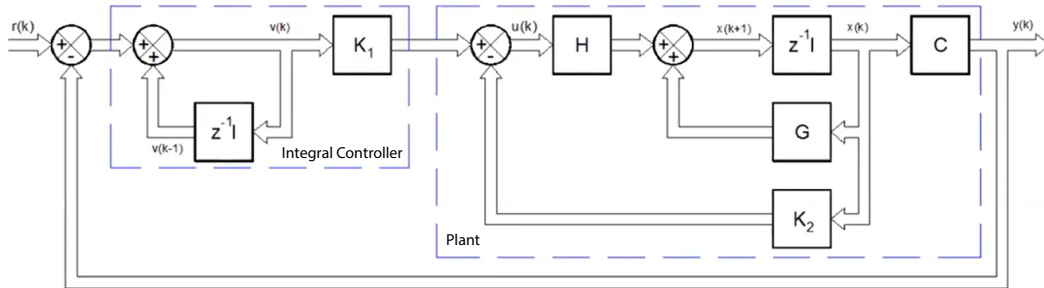 r(k)
+
-
+
+
v(k)
K₁
z⁻¹I
v(k-1)
Integral Controller
+
-
u(k)
H
+
+
x(k+1)
z⁻¹I
x(k)
C
y(k)
G
K₂
Plant